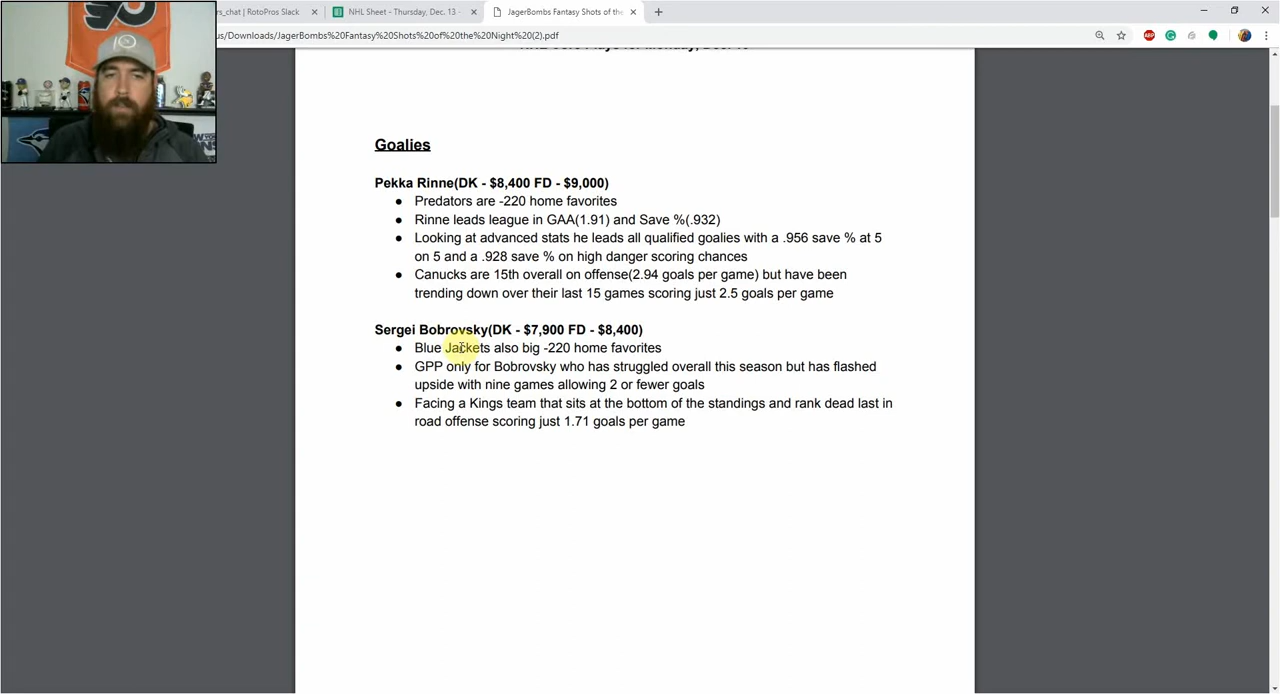 rs_chat | RotoPros Slack
NHL Sheet - Thursday, Dec. 13 -
JagerBombs Fantasy Shots of the
us/Downloads/JagerBombs%20Fantasy%20Shots%20of%20the%20Night%20(2).pdf
Goalies
Pekka Rinne(DK - $8,400 FD - $9,000)
● Predators are -220 home favorites
● Rinne leads league in GAA(1.91) and Save %(.932)
● Looking at advanced stats he leads all qualified goalies with a .956 save % at 5
on 5 and a .928 save % on high danger scoring chances
● Canucks are 15th overall on offense(2.94 goals per game) but have been
trending down over their last 15 games scoring just 2.5 goals per game
Sergei Bobrovsky(DK - $7,900 FD - $8,400)
● Blue Jackets also big -220 home favorites
● GPP only for Bobrovsky who has struggled overall this season but has flashed
upside with nine games allowing 2 or fewer goals
● Facing a Kings team that sits at the bottom of the standings and rank dead last in
road offense scoring just 1.71 goals per game